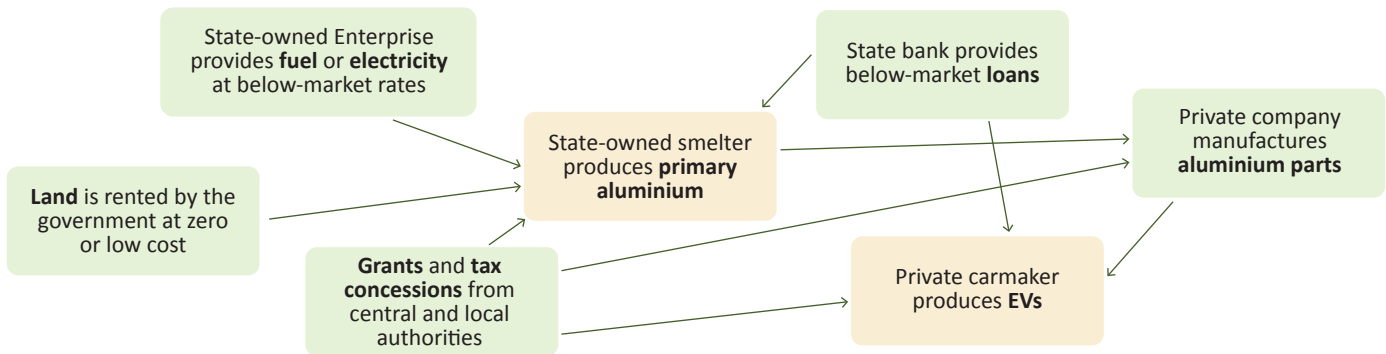 State-owned Enterprise
provides fuel or electricity
at below-market rates
State bank provides
below-market loans
State-owned smelter
produces primary
aluminium
Private company
manufactures
aluminium parts
Land is rented by the
government at zero
or low cost
Grants and tax
concessions from
central and local
authorities
Private carmaker
produces EVs